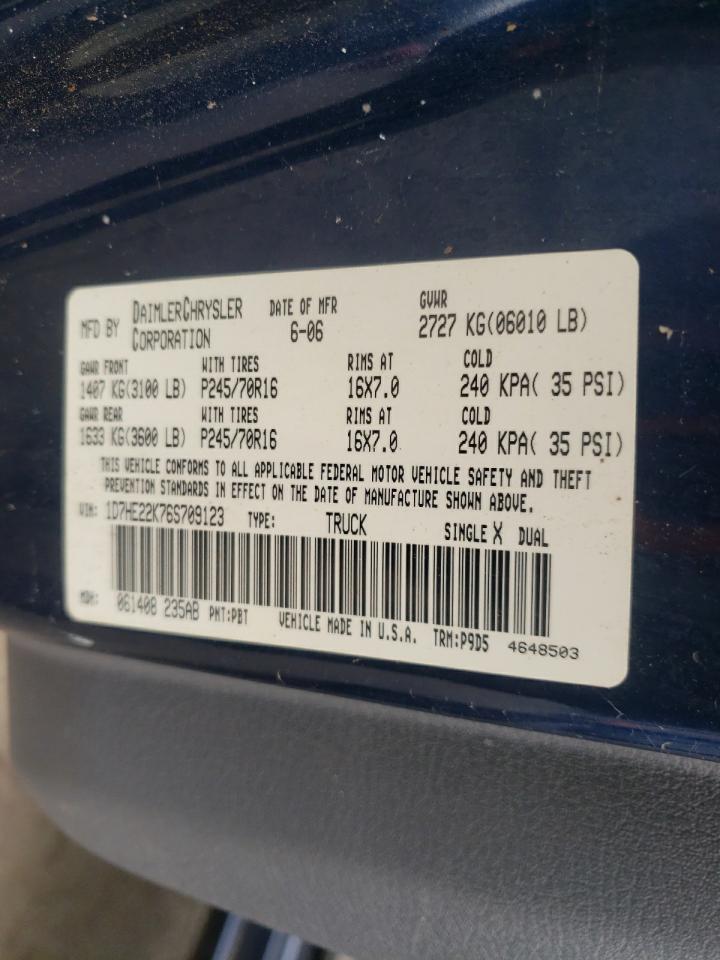 MFD BY DAIMLERCHRYSLER CORPORATION DATE OF MFR 6-06 GVWR 2727 KG(06010 LB)
GAWR FRONT WITH TIRES RIMS AT COLD
1407 KG(3100 LB) P245/70R16 16X7.0 240 KPA( 35 PSI)
GAWR REAR WITH TIRES RIMS AT COLD
1633 KG(3600 LB) P245/70R16 16X7.0 240 KPA( 35 PSI)
THIS VEHICLE CONFORMS TO ALL APPLICABLE FEDERAL MOTOR VEHICLE SAFETY AND THEFT
PREVENTION STANDARDS IN EFFECT ON THE DATE OF MANUFACTURE SHOWN ABOVE.
VIN: 1D7HE22K76S709123 TYPE: TRUCK SINGLE X DUAL
MDH: 061408 235AB PNT:PBT VEHICLE MADE IN U.S.A. TRM:P9D5 4648503